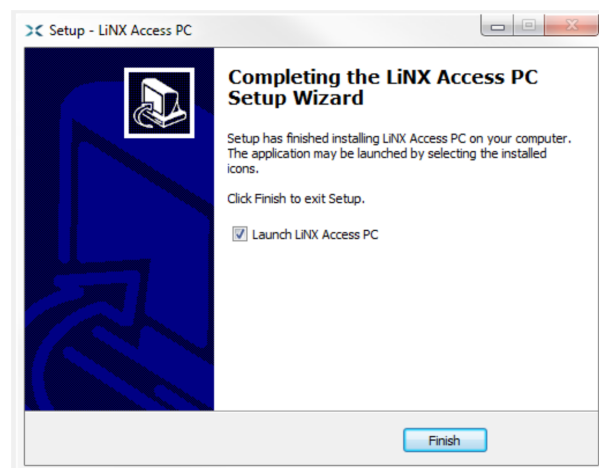 Setup - LiNX Access PC
Completing the LiNX Access PC
Setup Wizard
Setup has finished installing LiNX Access PC on your computer.
The application may be launched by selecting the installed
icons.
Click Finish to exit Setup.
Launch LiNX Access PC
Finish